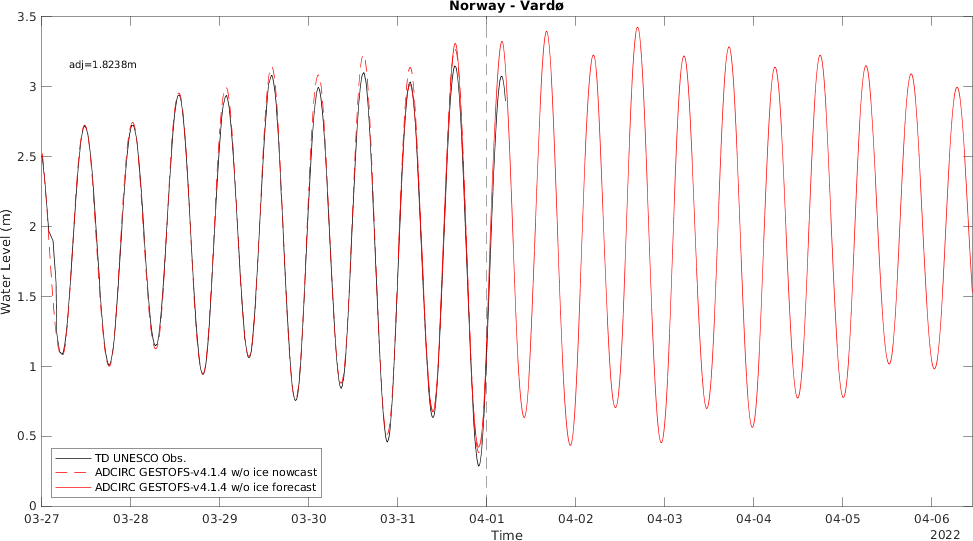 Norway - Vardø
adj=1.8238m
Water Level (m)
3.5
3
2.5
2
1.5
1
0.5
0
TD UNESCO Obs.
ADCIRC GESTOFS-v4.1.4 w/o ice nowcast
ADCIRC GESTOFS-v4.1.4 w/o ice forecast
03-27 03-28 03-29 03-30 03-31 04-01 04-02 04-03 04-04 04-05 04-06
Time
2022